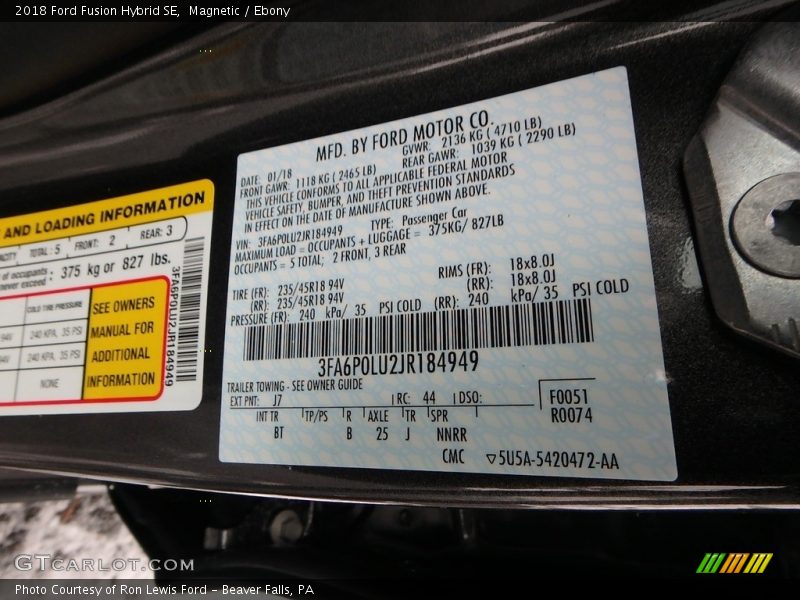 2018 Ford Fusion Hybrid SE, Magnetic / Ebony
AND LOADING INFORMATION
TOTAL: 5 FRONT: 2 REAR: 3
of occupants
never exceed : 375 kg or 827 lbs.
COLD TIRE PRESSURE
240 KPA, 35 PSI
240 KPA, 35 PSI
NONE
SEE OWNERS
MANUAL FOR
ADDITIONAL
INFORMATION
3FA6P0LU2JR184949
MFD. BY FORD MOTOR CO.
DATE: 01/18 GVWR: 2136 KG ( 4710 LB)
FRONT GAWR: 1118 KG ( 2465 LB) REAR GAWR: 1039 KG ( 2290 LB)
THIS VEHICLE CONFORMS TO ALL APPLICABLE FEDERAL MOTOR
VEHICLE SAFETY, BUMPER, AND THEFT PREVENTION STANDARDS
IN EFFECT ON THE DATE OF MANUFACTURE SHOWN ABOVE.
VIN: 3FA6P0LU2JR184949 TYPE: Passenger Car
MAXIMUM LOAD = OCCUPANTS + LUGGAGE = 375KG/ 827LB
OCCUPANTS = 5 TOTAL; 2 FRONT, 3 REAR
TIRE (FR): 235/45R18 94V RIMS (FR): 18x8.0J
(RR): 235/45R18 94V (RR): 18x8.0J
PRESSURE (FR): 240 kPa/ 35 PSI COLD (RR): 240 kPa/ 35 PSI COLD
3FA6P0LU2JR184949
TRAILER TOWING - SEE OWNER GUIDE
EXT PNT: J7 RC: 44 DSO: F0051
INT TR TP/PS R AXLE TR SPR R0074
BT B 25 J NNRR
CMC ▽5U5A-5420472-AA
GTCARLOT.COM
Photo Courtesy of Ron Lewis Ford - Beaver Falls, PA